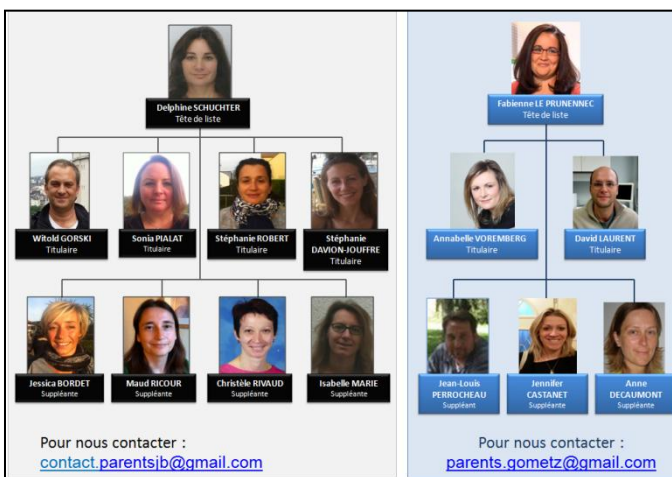 Delphine SCHUCHTER
Tête de liste
Witold GORSKI
Titulaire
Sonia PIALAT
Titulaire
Stéphanie ROBERT
Titulaire
Stéphanie
DAVION-JOUFFRE
Titulaire
Jessica BORDET
Suppléante
Maud RICOUR
Suppléante
Christèle RIVAUD
Suppléante
Isabelle MARIE
Suppléante
Pour nous contacter :
contact.parentsjb@gmail.com
Fabienne LE PRUNENNEC
Tête de liste
Annabelle VOREMBERG
Titulaire
David LAURENT
Titulaire
Jean-Louis
PERROCHEAU
Suppléant
Jennifer
CASTANET
Suppléante
Anne
DECAUMONT
Suppléante
Pour nous contacter :
parents.gometz@gmail.com